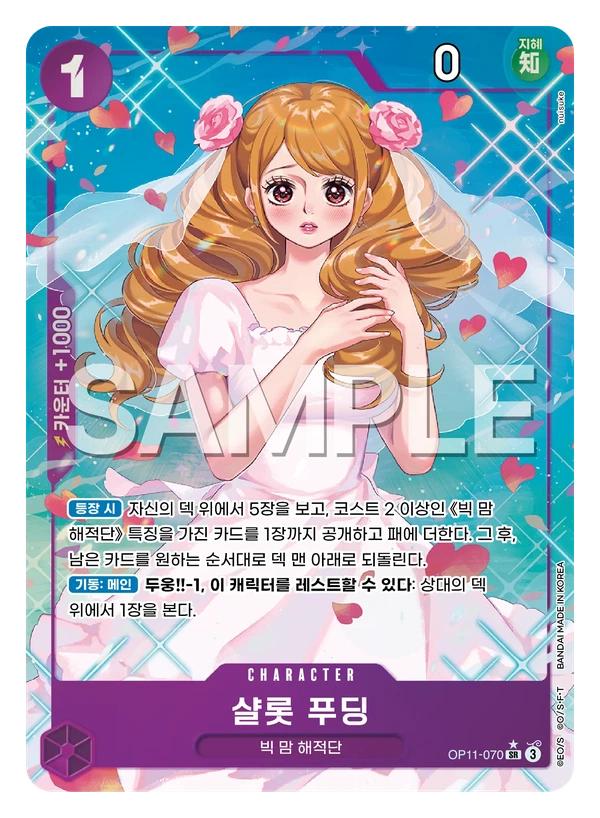 1
0
지혜
知
nuisuke
⚡카운터 +1000
SAMPLE
등장 시 자신의 덱 위에서 5장을 보고, 코스트 2 이상인 《빅 맘
해적단》 특징을 가진 카드를 1장까지 공개하고 패에 더한다. 그 후,
남은 카드를 원하는 순서대로 덱 맨 아래로 되돌린다.
기동: 메인 두웅!!-1, 이 캐릭터를 레스트할 수 있다: 상대의 덱
위에서 1장을 본다.
CHARACTER
샬롯 푸딩
빅 맘 해적단
OP11-070 ★ SR 3
©EO/S ©O/S·F·T BANDAI MADE IN KOREA